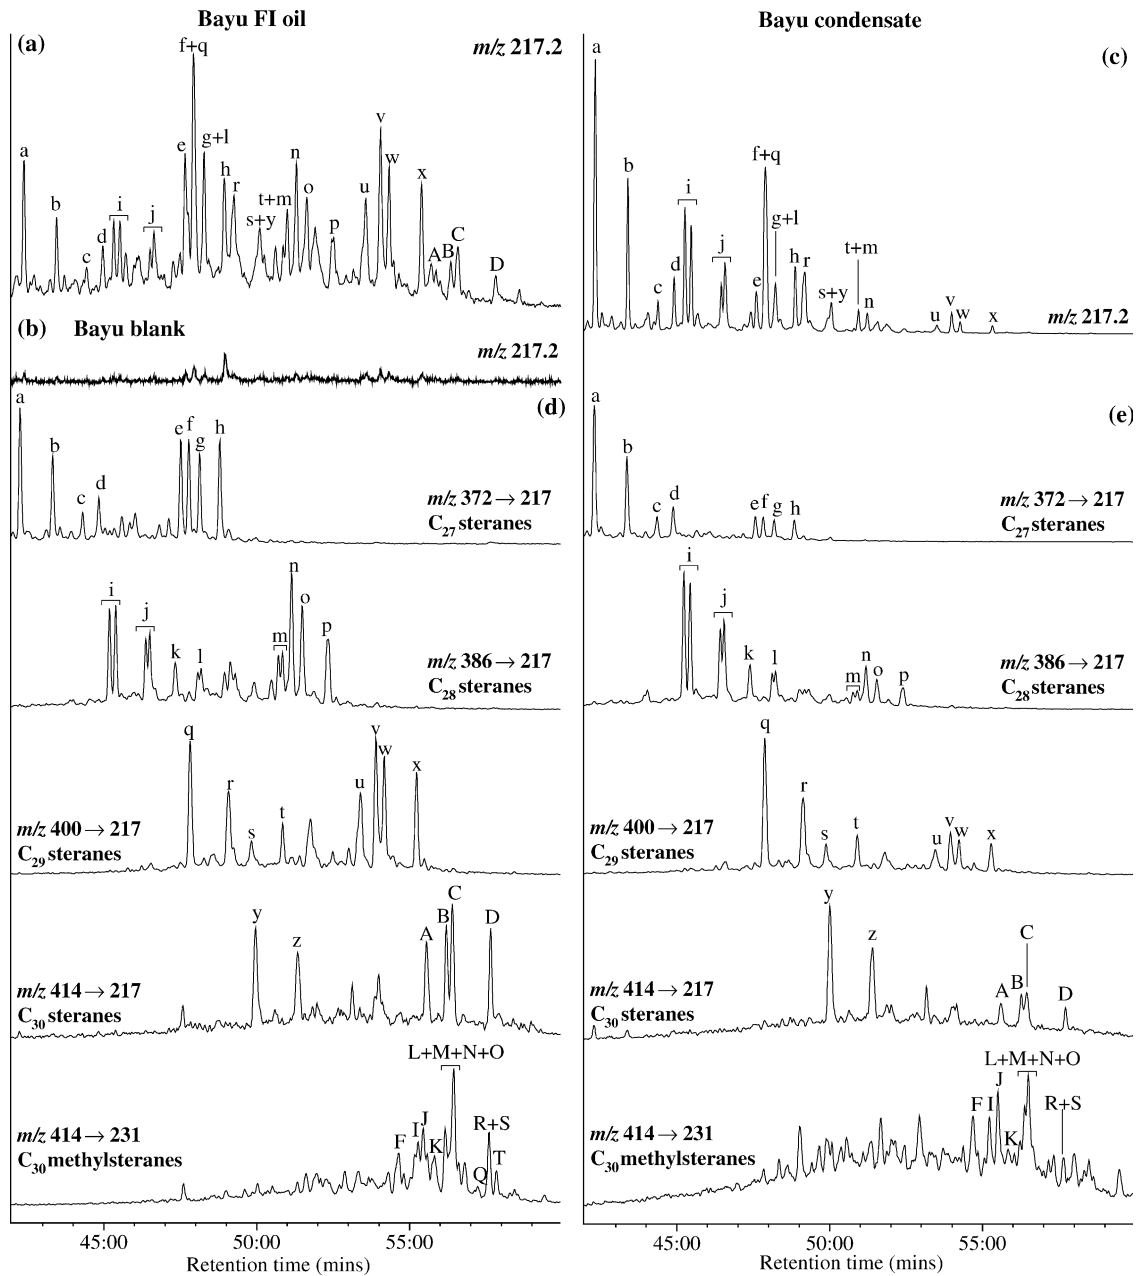 Bayu FI oil
(a)
m/z 217.2
a
b
c
d
i
j
e
f+q
g+l
h
r
s+y
t+m
n
o
p
u
v
w
x
A
B
C
D
(b) Bayu blank
m/z 217.2
Bayu condensate
(c)
a
b
c
d
i
j
e
f+q
g+l
h
r
s+y
t+m
n
u
v
w
x
m/z 217.2
(d)
a
b
c
d
e
f
g
h
m/z 372→217
C27 steranes
i
j
k
l
m
n
o
p
m/z 386→217
C28 steranes
q
r
s
t
u
v
w
x
m/z 400→217
C29 steranes
y
z
A
B
C
D
m/z 414→217
C30 steranes
L+M+N+O
F
I
J
K
Q
R+S
T
m/z 414→231
C30 methylsteranes
45:00
50:00
55:00
Retention time (mins)
(e)
a
b
c
d
e
f
g
h
m/z 372→217
C27 steranes
i
j
k
l
m
n
o
p
m/z 386→217
C28 steranes
q
r
s
t
u
v
w
x
m/z 400→217
C29 steranes
y
z
A
B
C
D
m/z 414→217
C30 steranes
L+M+N+O
F
I
J
K
R+S
m/z 414→231
C30 methylsteranes
45:00
50:00
55:00
Retention time (mins)